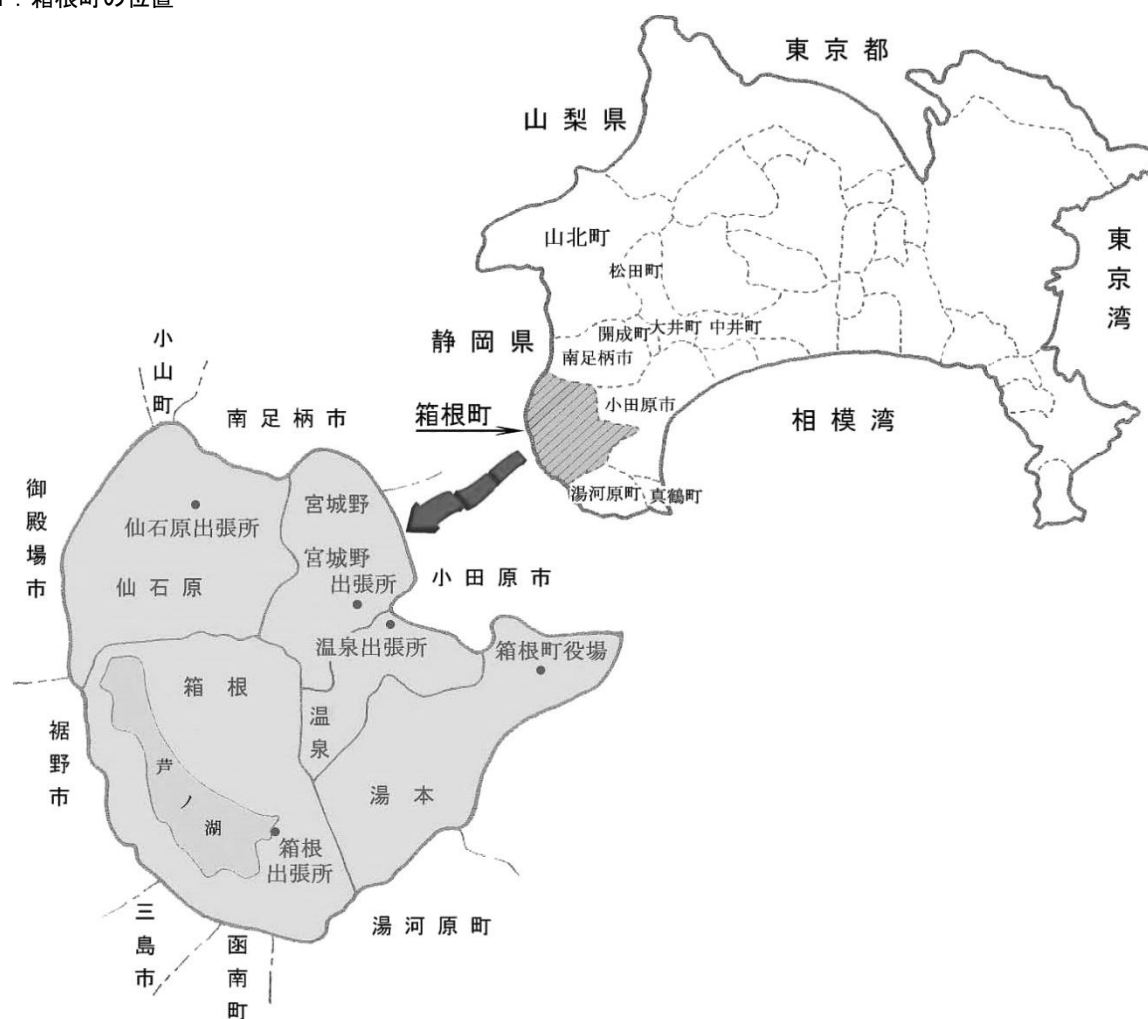 ：箱根町の位置
東京都
山梨県
山北町
松田町
静岡県
開成町
大井町
中井町
南足柄市
箱根町
小田原市
湯河原町
真鶴町
相模湾
東京湾
小山町
南足柄市
御殿場市
宮城野
仙石原出張所
仙石原
宮城野
出張所
小田原市
温泉出張所
箱根町役場
箱根
温泉
裾野市
芦ノ湖
湯本
箱根
出張所
湯河原町
三島市
函南町